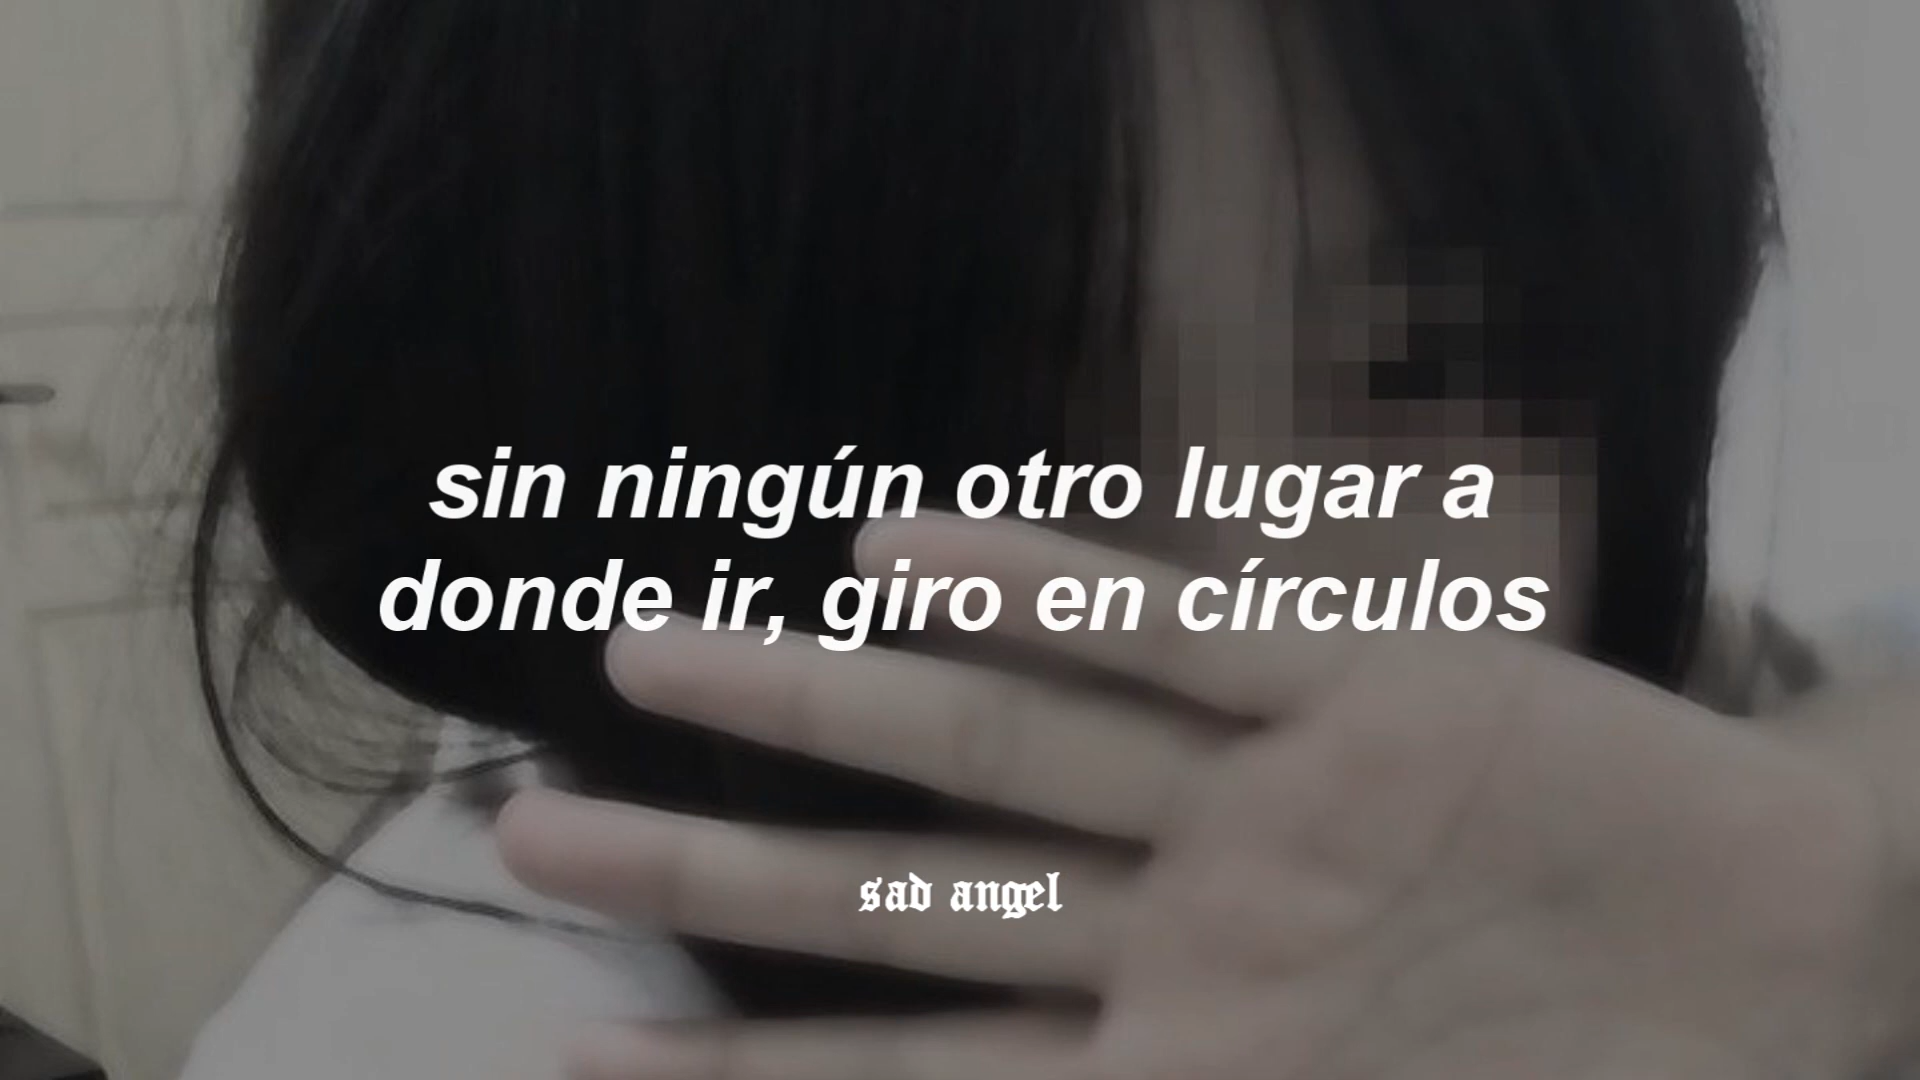 sin ningún otro lugar a
donde ir, giro en círculos
sad angel